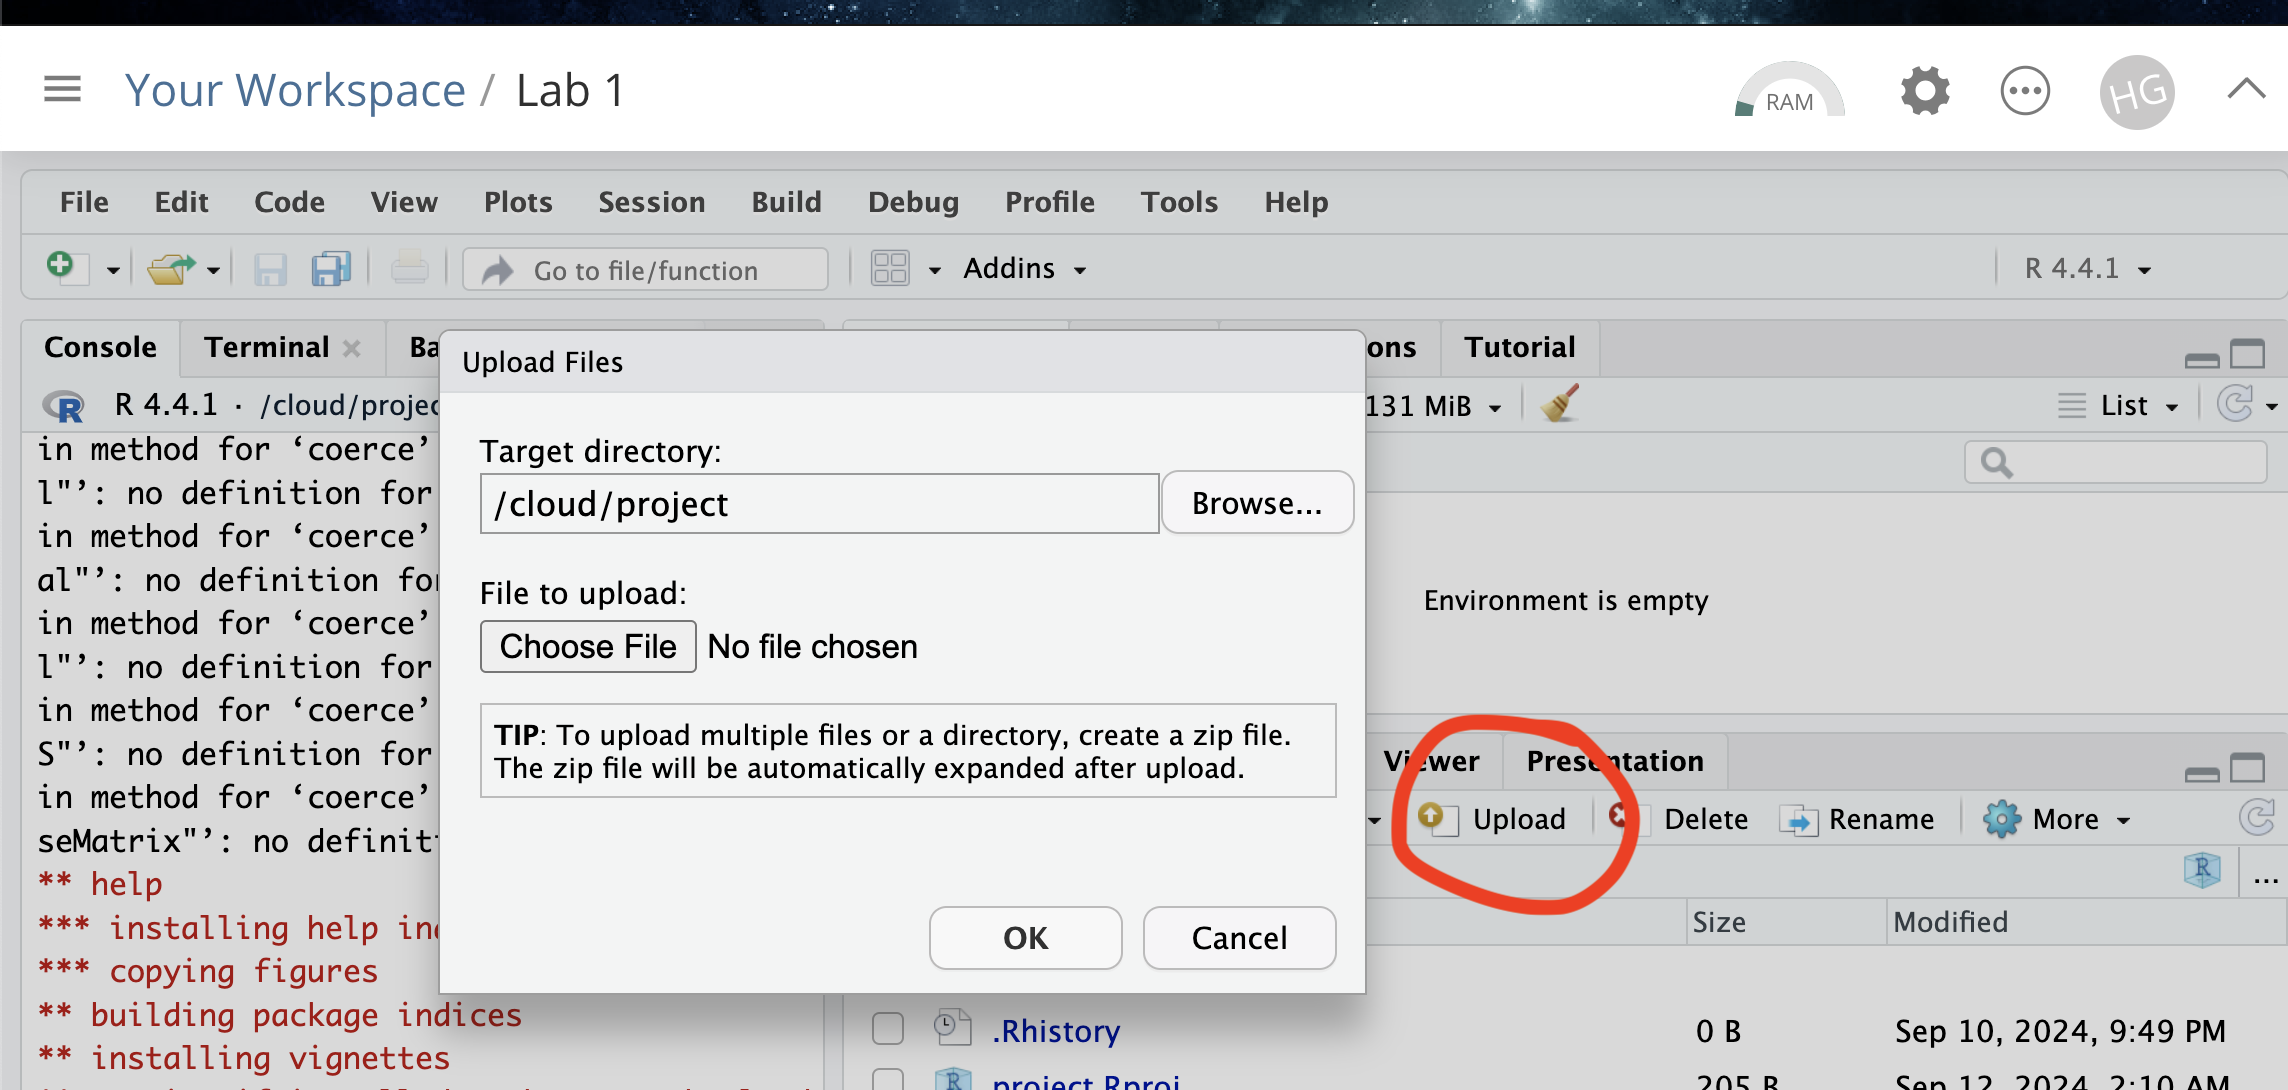 Your Workspace / Lab 1
RAM
HG
File Edit Code View Plots Session Build Debug Profile Tools Help
Go to file/function
Addins
R 4.4.1
Console Terminal
R 4.4.1 · /cloud/projec
in method for ‘coerce’
l"’: no definition for
in method for ‘coerce’
al"’: no definition for
in method for ‘coerce’
l"’: no definition for
in method for ‘coerce’
S"’: no definition for
in method for ‘coerce’
seMatrix"’: no definiti
** help
*** installing help ind
*** copying figures
** building package indices
** installing vignettes
Upload Files
Target directory:
/cloud/project
Browse...
File to upload:
Choose File No file chosen
TIP: To upload multiple files or a directory, create a zip file.
The zip file will be automatically expanded after upload.
OK Cancel
ons Tutorial
131 MiB
List
Environment is empty
Viewer Presentation
Upload Delete Rename More
...
Size Modified
.Rhistory 0 B Sep 10, 2024, 9:49 PM
project.Rproj 205 B Sep 12, 2024, 2:10 AM